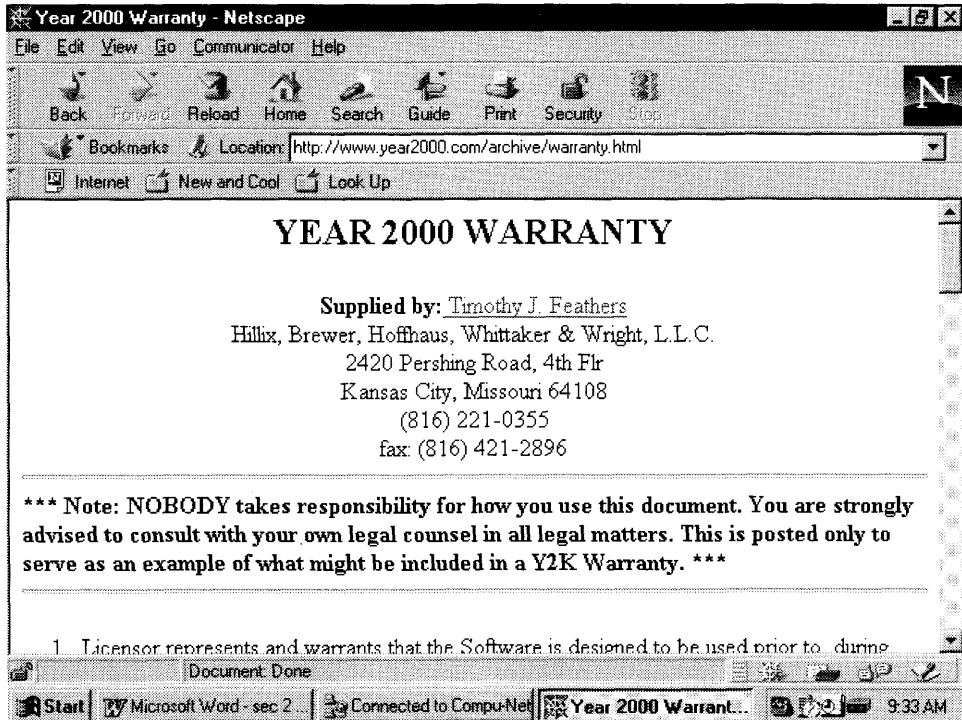 Year 2000 Warranty - Netscape
File Edit View Go Communicator Help
Back Forward Reload Home Search Guide Print Security Stop
N
Bookmarks Location: http://www.year2000.com/archive/warranty.html
Internet New and Cool Look Up
YEAR 2000 WARRANTY
Supplied by: Timothy J. Feathers
Hillix, Brewer, Hoffhaus, Whittaker & Wright, L.L.C.
2420 Pershing Road, 4th Flr
Kansas City, Missouri 64108
(816) 221-0355
fax: (816) 421-2896
*** Note: NOBODY takes responsibility for how you use this document. You are strongly
advised to consult with your own legal counsel in all legal matters. This is posted only to
serve as an example of what might be included in a Y2K Warranty. ***
1. Licensor represents and warrants that the Software is designed to be used prior to, during
Document: Done
Start Microsoft Word - sec 2 ... Connected to Compu-Net Year 2000 Warrant... 9:33 AM